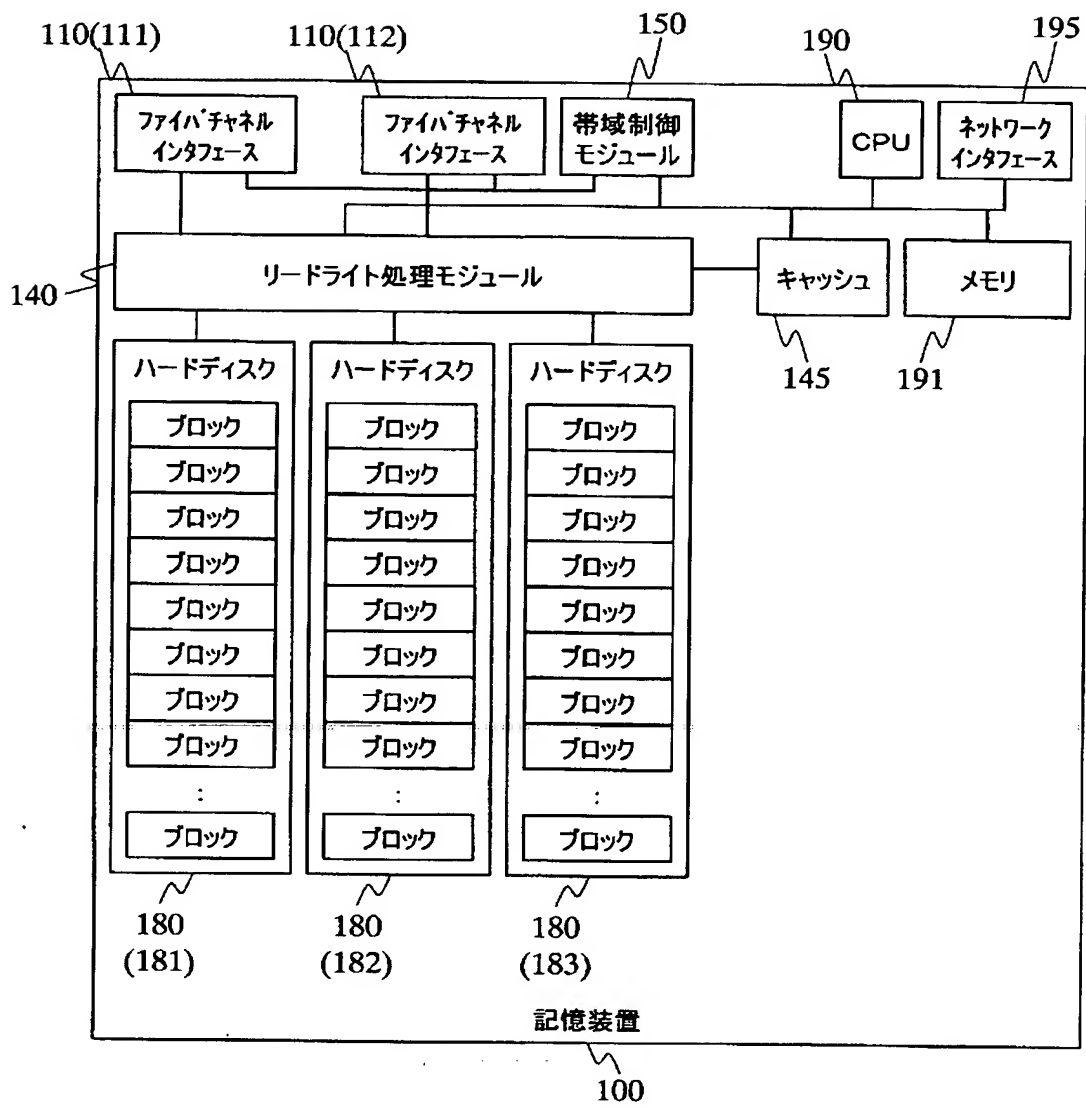 110(111)
110(112)
150
190
195
ファイバチャネル
インタフェース
ファイバチャネル
インタフェース
帯域制御
モジュール
CPU
ネットワーク
インタフェース
140
リードライト処理モジュール
キャッシュ
メモリ
145
191
ハードディスク
ブロック
ブロック
ブロック
ブロック
ブロック
ブロック
ブロック
ブロック
:
ブロック
180
(181)
ハードディスク
ブロック
ブロック
ブロック
ブロック
ブロック
ブロック
ブロック
ブロック
:
ブロック
180
(182)
ハードディスク
ブロック
ブロック
ブロック
ブロック
ブロック
ブロック
ブロック
ブロック
:
ブロック
180
(183)
記憶装置
100